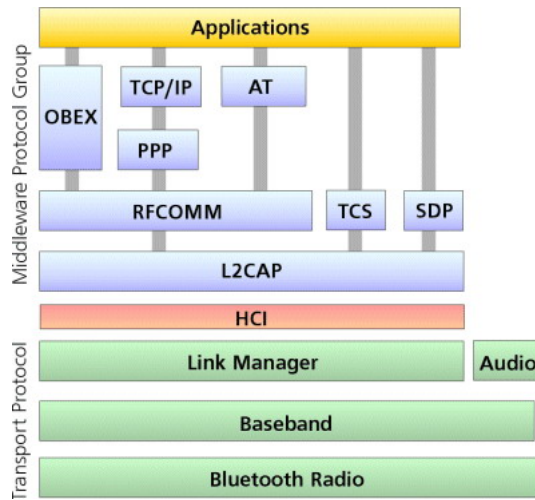 Applications
OBEX
TCP/IP
AT
PPP
RFCOMM
TCS
SDP
L2CAP
HCI
Link Manager
Audio
Baseband
Bluetooth Radio
Middleware Protocol Group
Transport Protocol